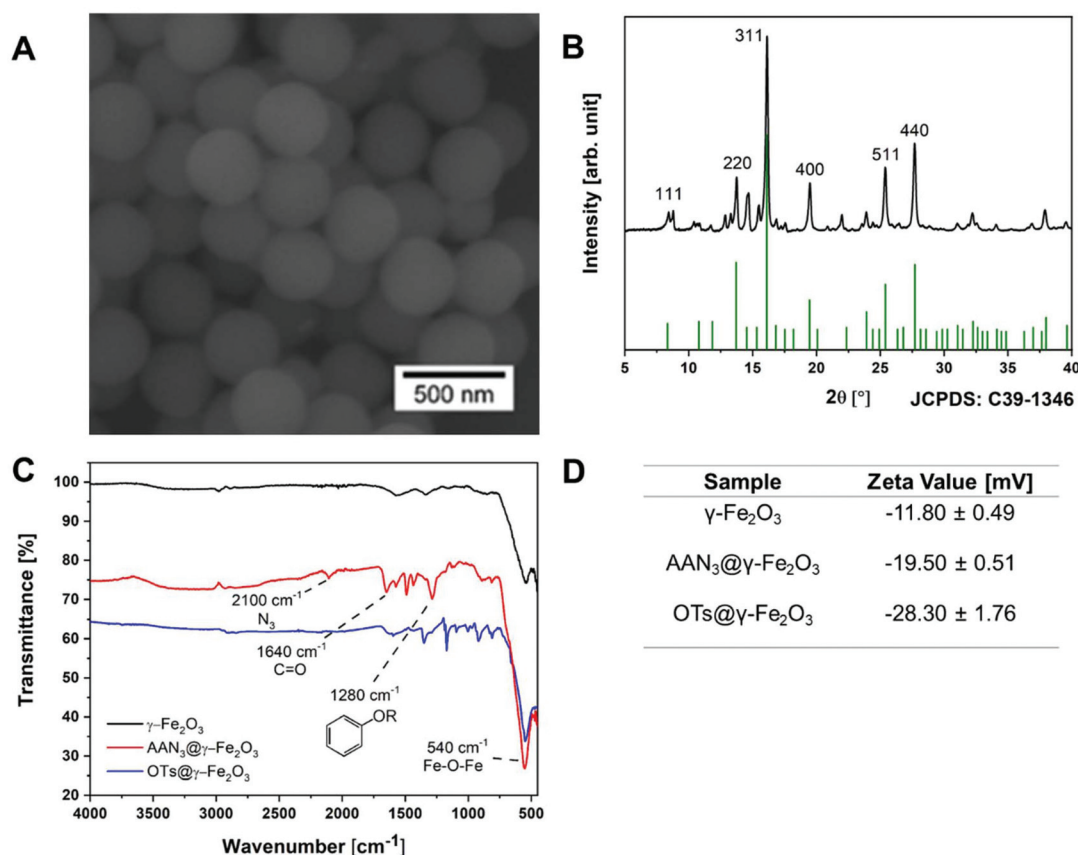 A
500 nm
B
Intensity [arb. unit]
111
220
311
400
511
440
5 10 15 20 25 30 35 40
2θ [°]
JCPDS: C39-1346
C
Transmittance [%]
100
90
80
70
60
50
40
30
20
2100 cm⁻¹
N₃
1640 cm⁻¹
C=O
1280 cm⁻¹
OR
540 cm⁻¹
Fe-O-Fe
γ-Fe₂O₃
AAN₃@γ-Fe₂O₃
OTs@γ-Fe₂O₃
4000 3500 3000 2500 2000 1500 1000 500
Wavenumber [cm⁻¹]
D
Sample Zeta Value [mV]
γ-Fe₂O₃ -11.80 ± 0.49
AAN₃@γ-Fe₂O₃ -19.50 ± 0.51
OTs@γ-Fe₂O₃ -28.30 ± 1.76